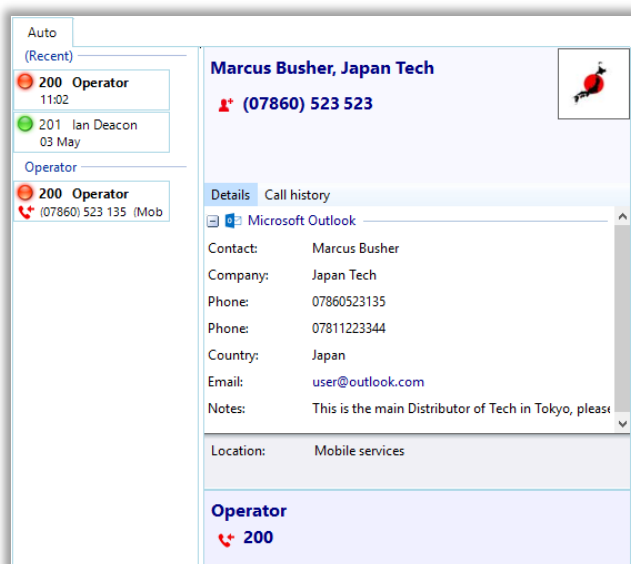 Auto
(Recent)
200 Operator
11:02
201 Ian Deacon
03 May
Operator
200 Operator
(07860) 523 135 (Mob
Marcus Busher, Japan Tech
(07860) 523 523
Details Call history
Microsoft Outlook
Contact: Marcus Busher
Company: Japan Tech
Phone: 07860523135
Phone: 07811223344
Country: Japan
Email: user@outlook.com
Notes: This is the main Distributor of Tech in Tokyo, please
Location: Mobile services
Operator
200